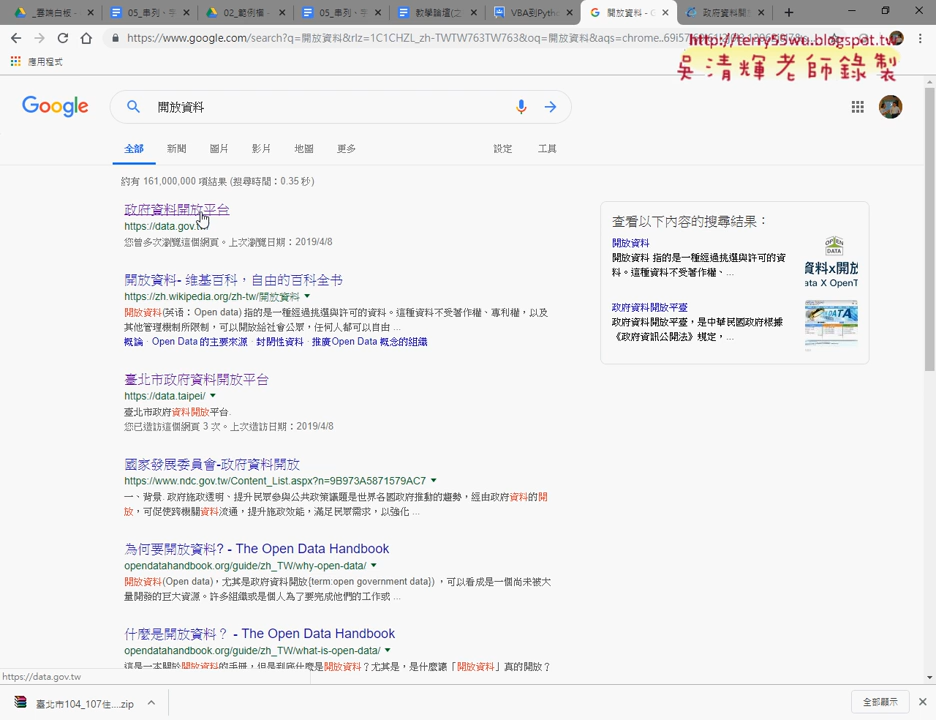 _雲端白板 -
05_串列、字
02_範例檔 -
05_串列、字
05_串列、字
教學論壇(之
VBA到Pyth
開放資料 - G
政府資料開
https://www.google.com/search?q=開放資料&rlz=1C1CHZL_zh-TWTW763TW763&oq=開放資料&aqs=chrome..69i57
http://terry55wu.blogspot.tw
吳清輝老師錄製
應用程式
Google
開放資料
全部 新聞 圖片 影片 地圖 更多 設定 工具
約有 161,000,000 項結果 (搜尋時間:0.35 秒)
政府資料開放平台
https://data.gov.
您曾多次瀏覽這個網頁。上次瀏覽日期:2019/4/8
開放資料- 維基百科,自由的百科全書
https://zh.wikipedia.org/zh-tw/開放資料
開放資料(英語:Open data) 指的是一種經過挑選與許可的資料。這種資料不受著作權、專利權,以及
其他管理機制所限制,可以開放給社會公眾,任何人都可以自由 ...
概論 · Open Data 的主要來源 · 封閉性資料 · 推廣Open Data 概念的組織
臺北市政府資料開放平台
https://data.taipei/
臺北市政府資料開放平台.
您已造訪這個網頁 3 次。上次造訪日期:2019/4/8
國家發展委員會-政府資料開放
https://www.ndc.gov.tw/Content_List.aspx?n=9B973A5871579AC7
一、背景. 政府施政透明、提升民眾參與公共政策議題是世界各國政府推動的趨勢,經由政府資料的開
放,可促使跨機關資料流通,提升施政效能,滿足民眾需求,以強化 ...
為何要開放資料? - The Open Data Handbook
opendatahandbook.org/guide/zh_TW/why-open-data/
開放資料(Open data),尤其是政府資料開放{term:open government data}) ,可以看成是一個尚未被大
量開發的巨大資源。許多組織或是個人為了要完成他們的工作或 ...
什麼是開放資料? - The Open Data Handbook
opendatahandbook.org/guide/zh_TW/what-is-open-data/
這是一本關於開放資料的手冊,但是到底什麼是開放資料?尤其是,是什麼讓「開放資料」真的開放?
查看以下內容的搜尋結果:
開放資料
開放資料 指的是一種經過挑選與許可的資
料。這種資料不受著作權、...
OPEN
DATA
資料x開放
ata x OpenT
政府資料開放平臺
政府資料開放平臺,是中華民國政府根據
《政府資訊公開法》規定,...
DATA
https://data.gov.tw
臺北市104_107住....zip
全部顯示